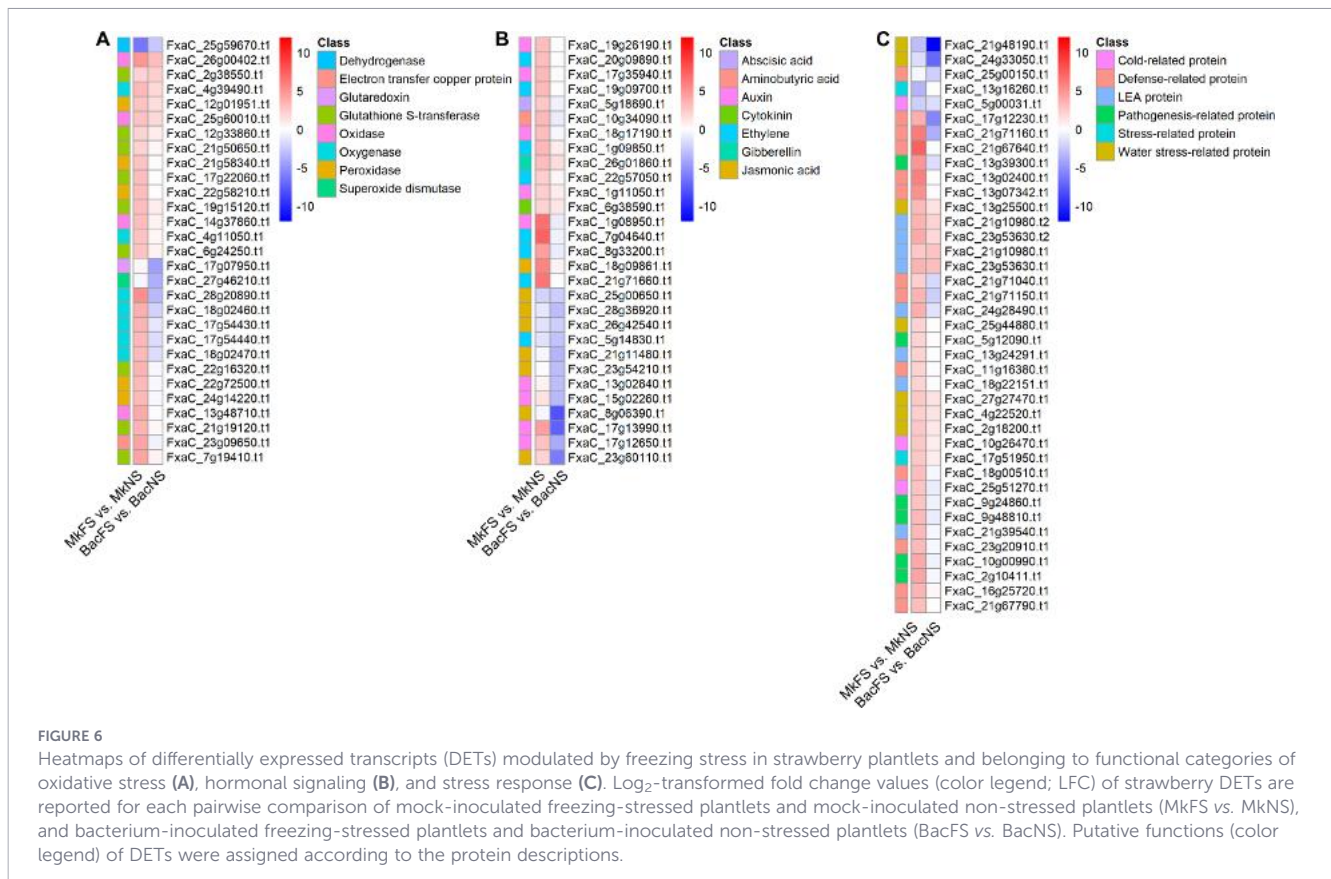 A
FxaC_25g59670.t1
FxaC_26g00402.t1
FxaC_2g38550.t1
FxaC_4g39490.t1
FxaC_12g01951.t1
FxaC_25g60010.t1
FxaC_12g33860.t1
FxaC_21g50650.t1
FxaC_21g58340.t1
FxaC_17g22060.t1
FxaC_22g58210.t1
FxaC_19g15120.t1
FxaC_14g37860.t1
FxaC_4g11050.t1
FxaC_6g24250.t1
FxaC_17g07950.t1
FxaC_27g46210.t1
FxaC_28g20890.t1
FxaC_18g02460.t1
FxaC_17g54430.t1
FxaC_17g54440.t1
FxaC_18g02470.t1
FxaC_22g16320.t1
FxaC_22g72500.t1
FxaC_24g14220.t1
FxaC_13g48710.t1
FxaC_21g19120.t1
FxaC_23g09650.t1
FxaC_7g19410.t1
MkFS vs. MkNS
BacFS vs. BacNS
10
5
0
-5
-10
Class
Dehydrogenase
Electron transfer copper protein
Glutaredoxin
Glutathione S-transferase
Oxidase
Oxygenase
Peroxidase
Superoxide dismutase
B
FxaC_19g26190.t1
FxaC_20g09890.t1
FxaC_17g35940.t1
FxaC_19g09700.t1
FxaC_5g18690.t1
FxaC_10g34090.t1
FxaC_18g17190.t1
FxaC_1g09850.t1
FxaC_26g01860.t1
FxaC_22g57050.t1
FxaC_1g11050.t1
FxaC_6g38590.t1
FxaC_1g08950.t1
FxaC_7g04640.t1
FxaC_8g33200.t1
FxaC_18g09861.t1
FxaC_21g71660.t1
FxaC_25g00650.t1
FxaC_28g36920.t1
FxaC_26g42540.t1
FxaC_5g14830.t1
FxaC_21g11480.t1
FxaC_23g54210.t1
FxaC_13g02640.t1
FxaC_15g02260.t1
FxaC_8g06390.t1
FxaC_17g13990.t1
FxaC_17g12650.t1
FxaC_23g60110.t1
MkFS vs. MkNS
BacFS vs. BacNS
10
5
0
-5
-10
Class
Abscisic acid
Aminobutyric acid
Auxin
Cytokinin
Ethylene
Gibberellin
Jasmonic acid
C
FxaC_21g48190.t1
FxaC_24g33050.t1
FxaC_25g00150.t1
FxaC_13g16260.t1
FxaC_5g00031.t1
FxaC_17g12230.t1
FxaC_21g71160.t1
FxaC_21g67640.t1
FxaC_13g39300.t1
FxaC_13g02400.t1
FxaC_13g07342.t1
FxaC_13g25500.t1
FxaC_21g10980.t2
FxaC_23g53630.t2
FxaC_21g10980.t1
FxaC_23g53630.t1
FxaC_21g71040.t1
FxaC_21g71150.t1
FxaC_24g28490.t1
FxaC_25g44880.t1
FxaC_5g12090.t1
FxaC_13g24291.t1
FxaC_11g16380.t1
FxaC_18g22151.t1
FxaC_27g27470.t1
FxaC_4g22520.t1
FxaC_2g18200.t1
FxaC_10g26470.t1
FxaC_17g51950.t1
FxaC_18g00510.t1
FxaC_25g51270.t1
FxaC_9g24860.t1
FxaC_9g48810.t1
FxaC_21g39540.t1
FxaC_23g20910.t1
FxaC_10g00990.t1
FxaC_2g10411.t1
FxaC_16g25720.t1
FxaC_21g67790.t1
MkFS vs. MkNS
BacFS vs. BacNS
10
5
0
-5
-10
Class
Cold-related protein
Defense-related protein
LEA protein
Pathogenesis-related protein
Stress-related protein
Water stress-related protein
FIGURE 6
Heatmaps of differentially expressed transcripts (DETs) modulated by freezing stress in strawberry plantlets and belonging to functional categories of
oxidative stress (A), hormonal signaling (B), and stress response (C). Log₂-transformed fold change values (color legend; LFC) of strawberry DETs are
reported for each pairwise comparison of mock-inoculated freezing-stressed plantlets and mock-inoculated non-stressed plantlets (MkFS vs. MkNS),
and bacterium-inoculated freezing-stressed plantlets and bacterium-inoculated non-stressed plantlets (BacFS vs. BacNS). Putative functions (color
legend) of DETs were assigned according to the protein descriptions.